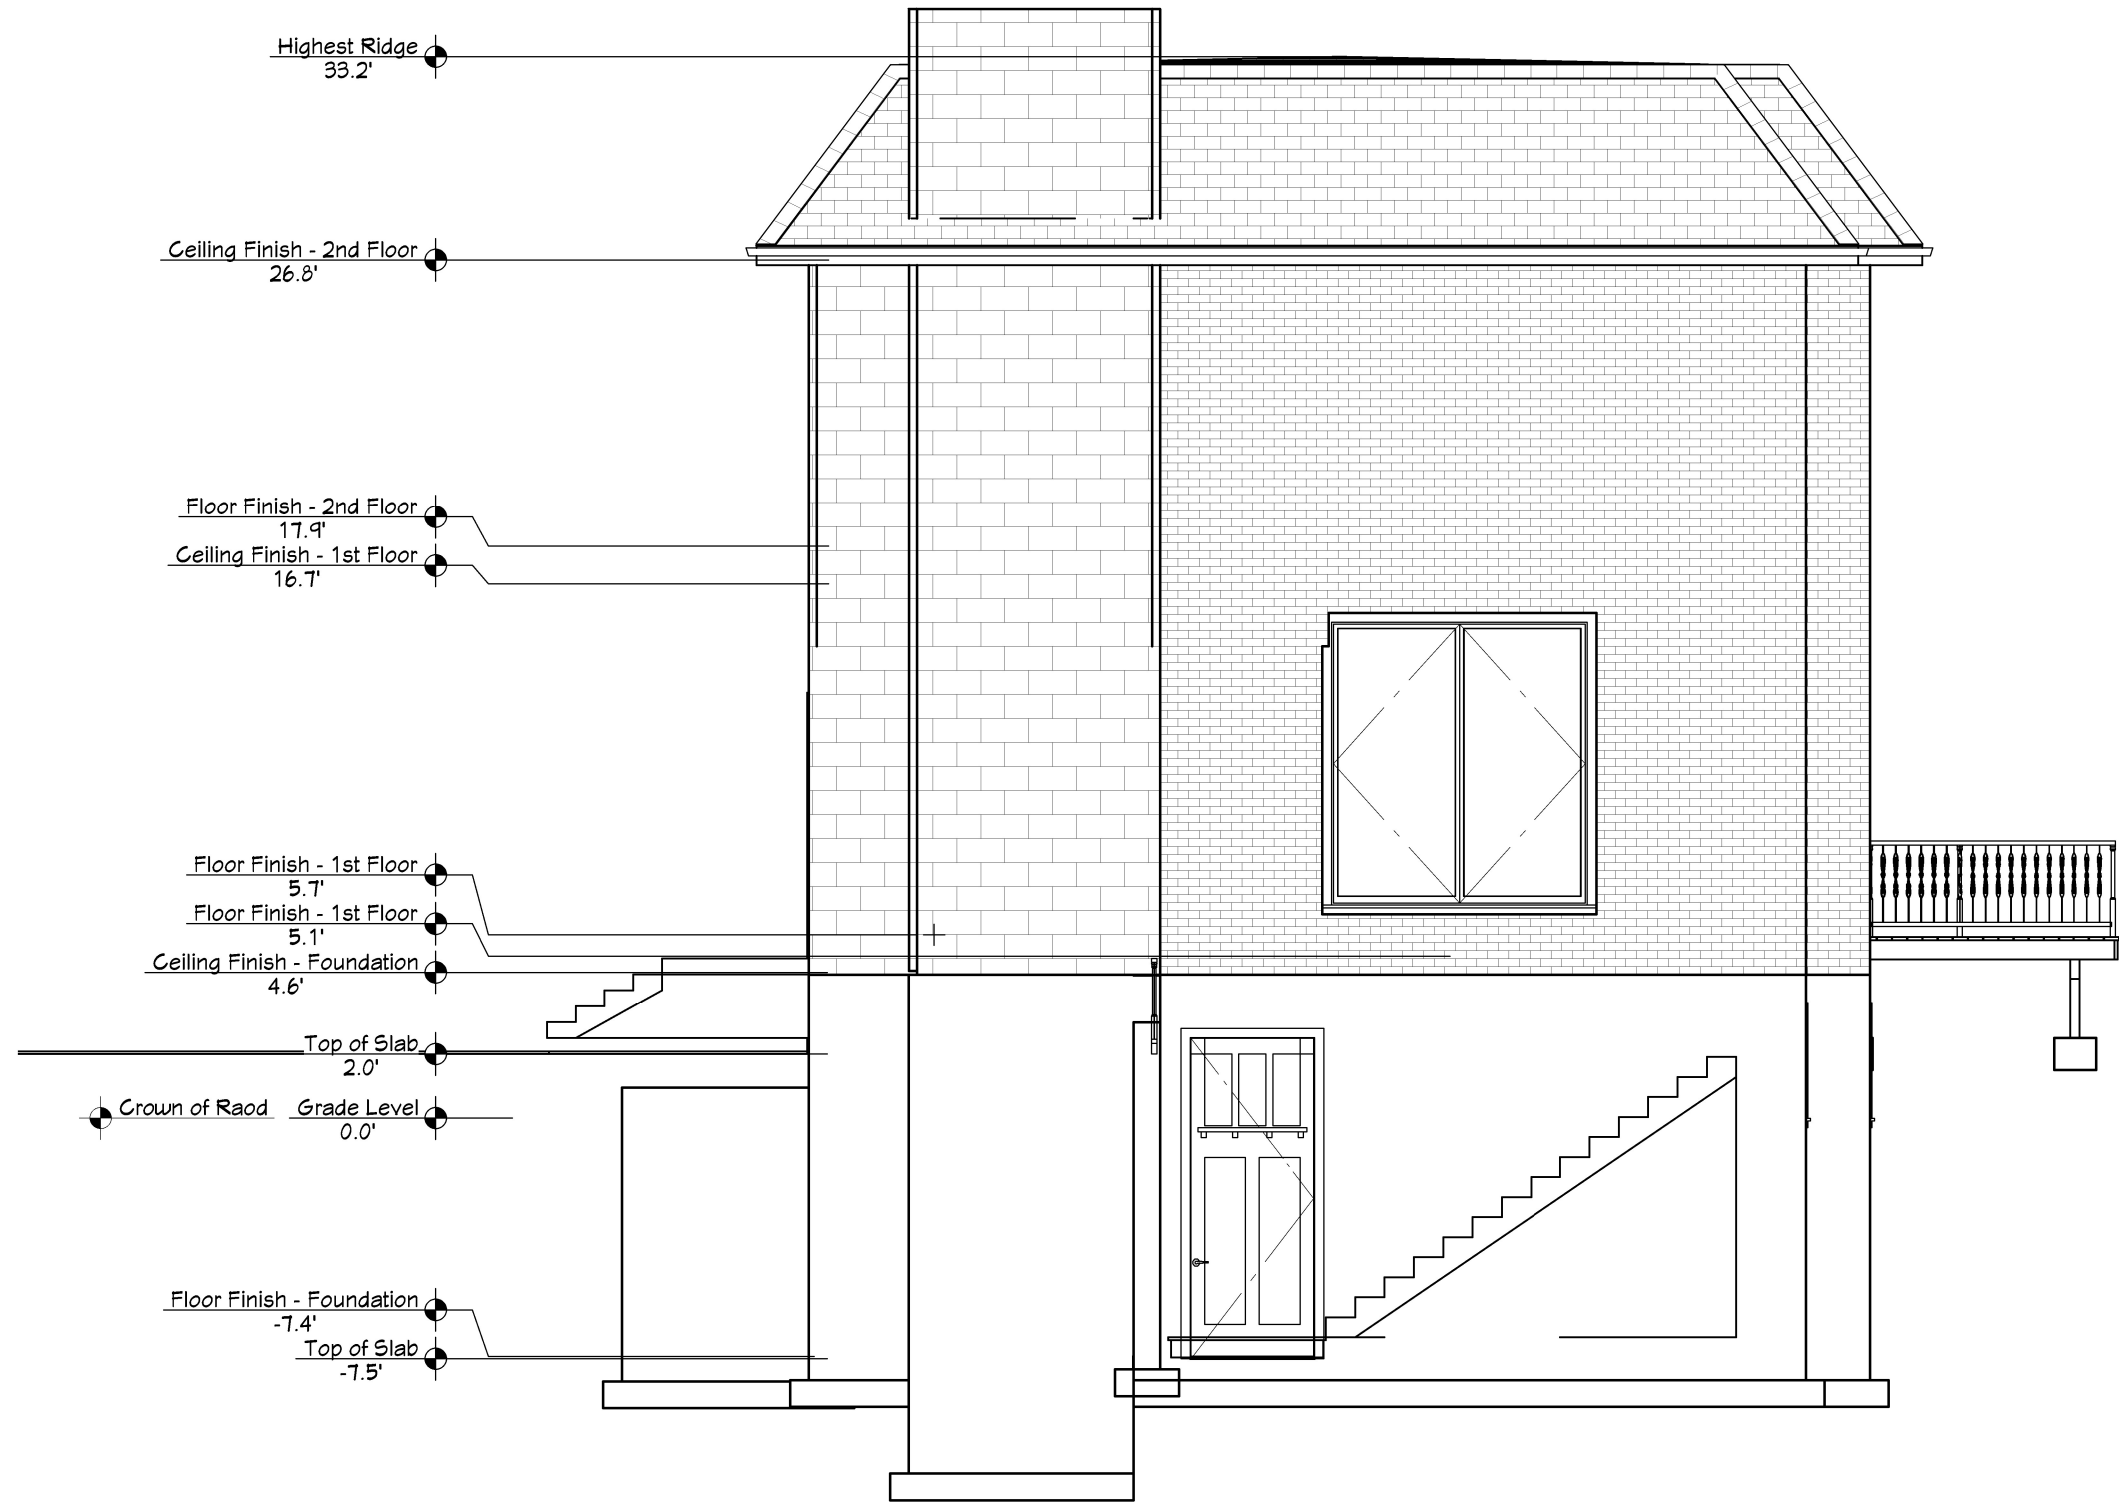 Highest Ridge
33.2'
Ceiling Finish - 2nd Floor
26.8'
Floor Finish - 2nd Floor
17.9'
Ceiling Finish - 1st Floor
16.7'
Floor Finish - 1st Floor
5.7'
Floor Finish - 1st Floor
5.1'
Ceiling Finish - Foundation
4.6'
Top of Slab
2.0'
Crown of Raod
Grade Level
0.0'
Floor Finish - Foundation
-7.4'
Top of Slab
-7.5'